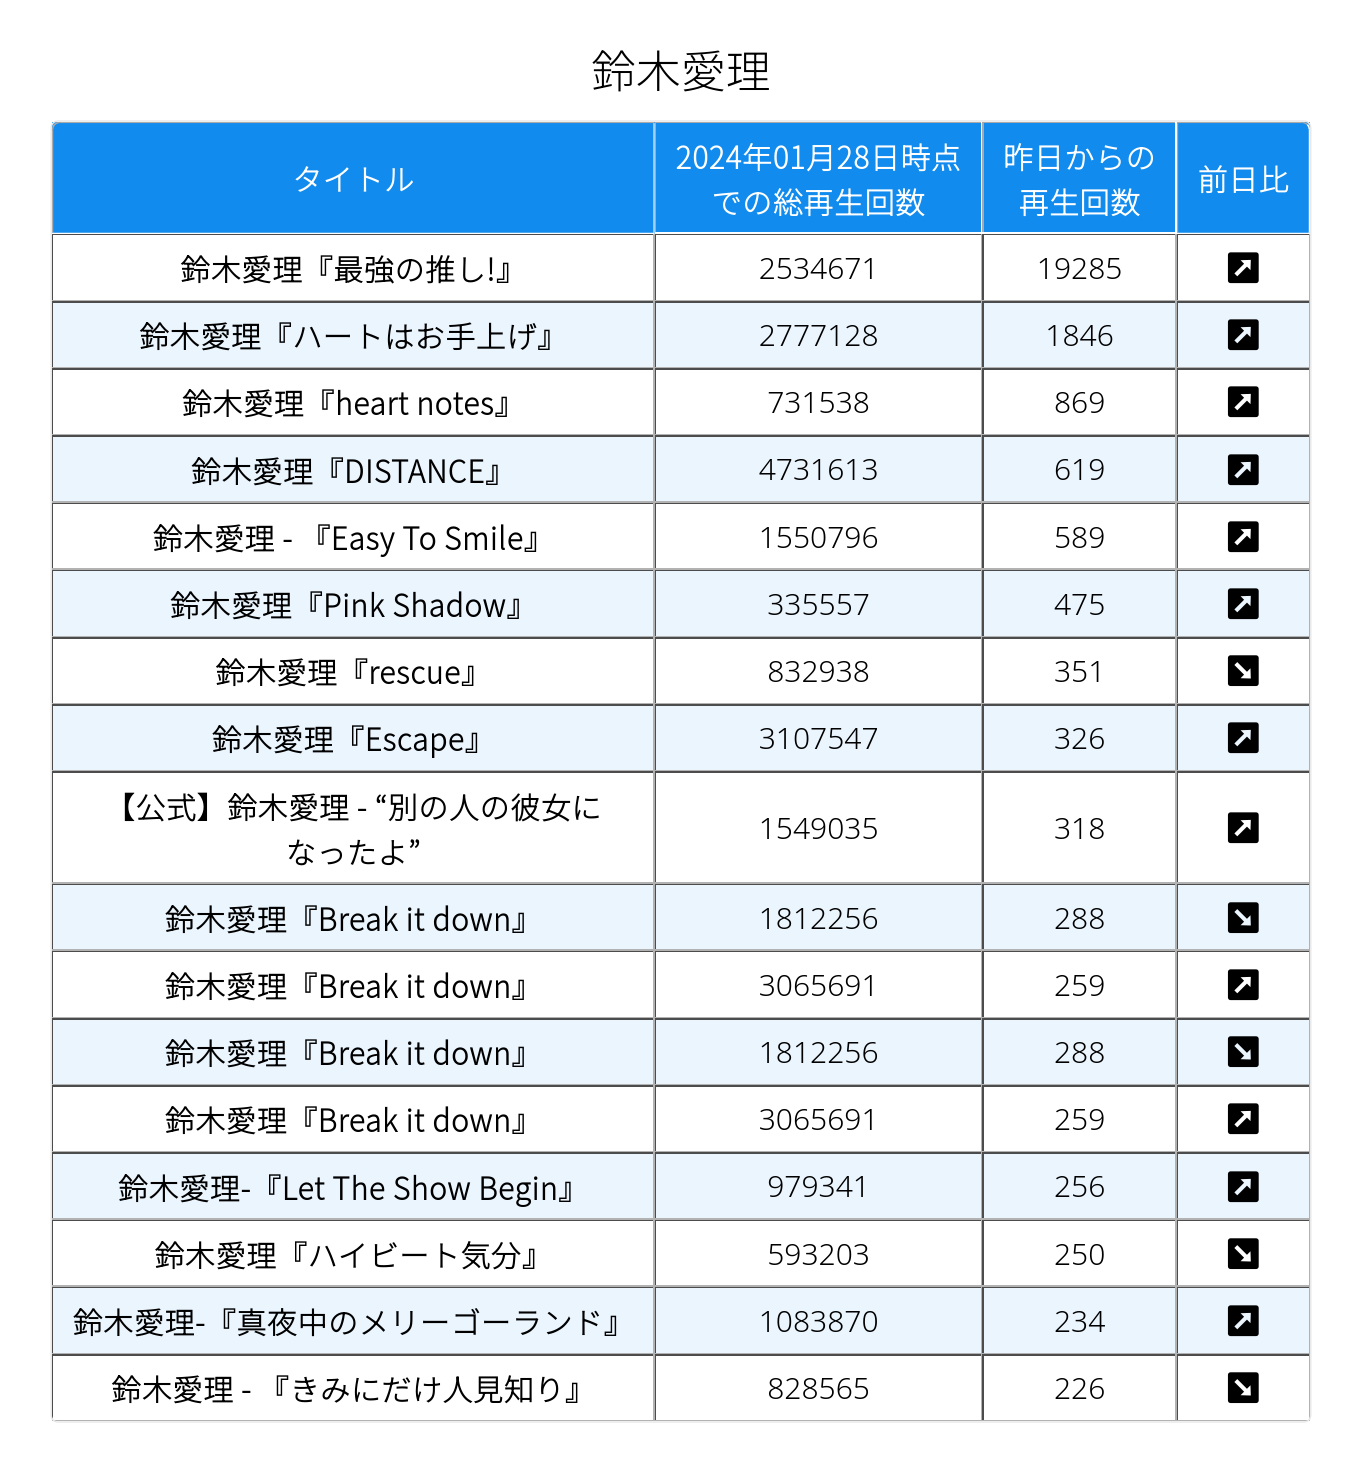 鈴木愛理
タイトル
2024年01月28日時点
での総再生回数
昨日からの
再生回数
前日比
鈴木愛理『最強の推し!』 2534671 19285 ↗
鈴木愛理『ハートはお手上げ』 2777128 1846 ↗
鈴木愛理『heart notes』 731538 869 ↗
鈴木愛理『DISTANCE』 4731613 619 ↗
鈴木愛理 - 『Easy To Smile』 1550796 589 ↗
鈴木愛理『Pink Shadow』 335557 475 ↗
鈴木愛理『rescue』 832938 351 ↘
鈴木愛理『Escape』 3107547 326 ↗
【公式】鈴木愛理 - “別の人の彼女に
なったよ” 1549035 318 ↗
鈴木愛理『Break it down』 1812256 288 ↘
鈴木愛理『Break it down』 3065691 259 ↗
鈴木愛理『Break it down』 1812256 288 ↘
鈴木愛理『Break it down』 3065691 259 ↗
鈴木愛理-『Let The Show Begin』 979341 256 ↗
鈴木愛理『ハイビート気分』 593203 250 ↘
鈴木愛理-『真夜中のメリーゴーランド』 1083870 234 ↗
鈴木愛理 - 『きみにだけ人見知り』 828565 226 ↘